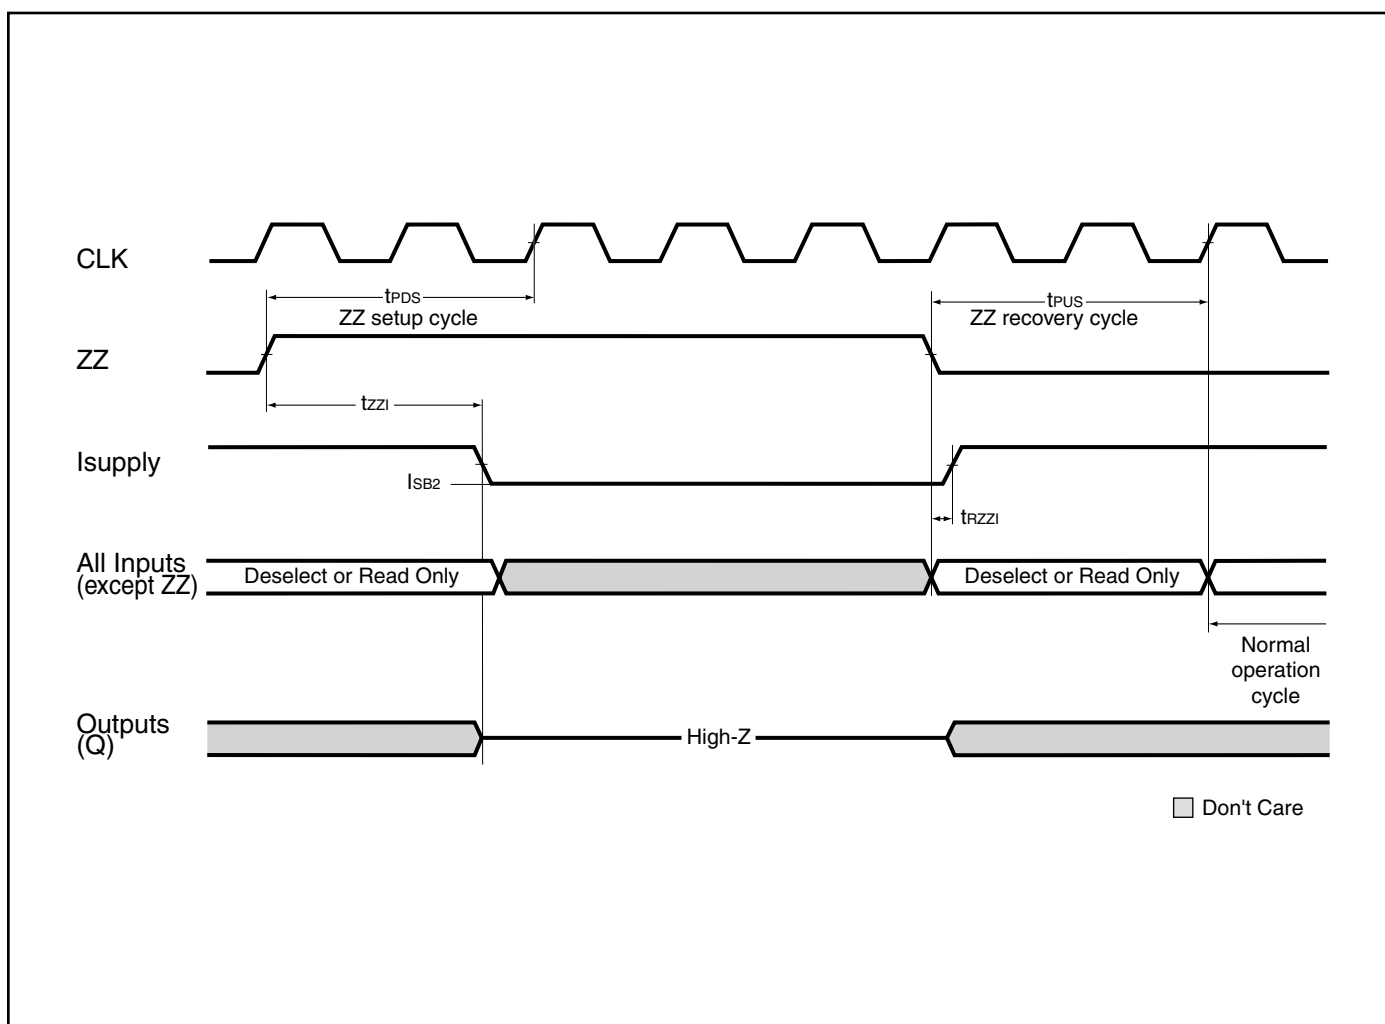 CLK
tPDS
ZZ setup cycle
tPUS
ZZ recovery cycle
ZZ
tZZI
Isupply
ISB2
tRZZI
All Inputs
(except ZZ)
Deselect or Read Only
Deselect or Read Only
Normal
operation
cycle
Outputs
(Q)
High-Z
Don't Care